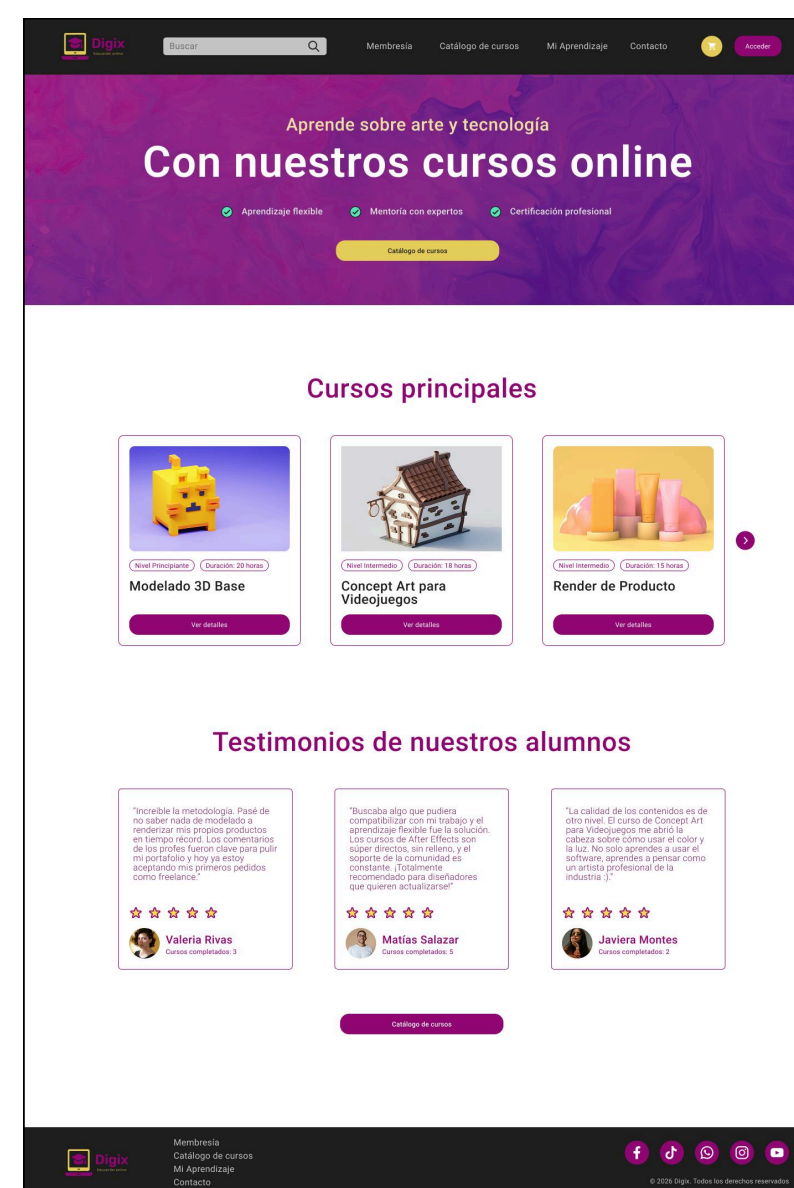 Digix
Educación online
Buscar
Membresía
Catálogo de cursos
Mi Aprendizaje
Contacto
Acceder
Aprende sobre arte y tecnología
Con nuestros cursos online
Aprendizaje flexible
Mentoría con expertos
Certificación profesional
Catálogo de cursos
Cursos principales
Nivel Principiante
Duración: 20 horas
Modelado 3D Base
Ver detalles
Nivel Intermedio
Duración: 18 horas
Concept Art para
Videojuegos
Ver detalles
Nivel Intermedio
Duración: 15 horas
Render de Producto
Ver detalles
Testimonios de nuestros alumnos
"Increíble la metodología. Pasé de
no saber nada de modelado a
renderizar mis propios productos
en tiempo récord. Los comentarios
de los profes fueron clave para pulir
mi portafolio y hoy ya estoy
aceptando mis primeros pedidos
como freelance."
Valeria Rivas
Cursos completados: 3
"Buscaba algo que pudiera
compatibilizar con mi trabajo y el
aprendizaje flexible fue la solución.
Los cursos de After Effects son
súper directos, sin relleno, y el
soporte de la comunidad es
constante. ¡Totalmente
recomendado para diseñadores
que quieren actualizarse!"
Matías Salazar
Cursos completados: 5
"La calidad de los contenidos es de
otro nivel. El curso de Concept Art
para Videojuegos me abrió la
cabeza sobre cómo usar el color y
la luz. No solo aprendes a usar el
software, aprendes a pensar como
un artista profesional de la
industria :)."
Javiera Montes
Cursos completados: 2
Catálogo de cursos
Digix
Educación online
Membresía
Catálogo de cursos
Mi Aprendizaje
Contacto
© 2026 Digix. Todos los derechos reservados